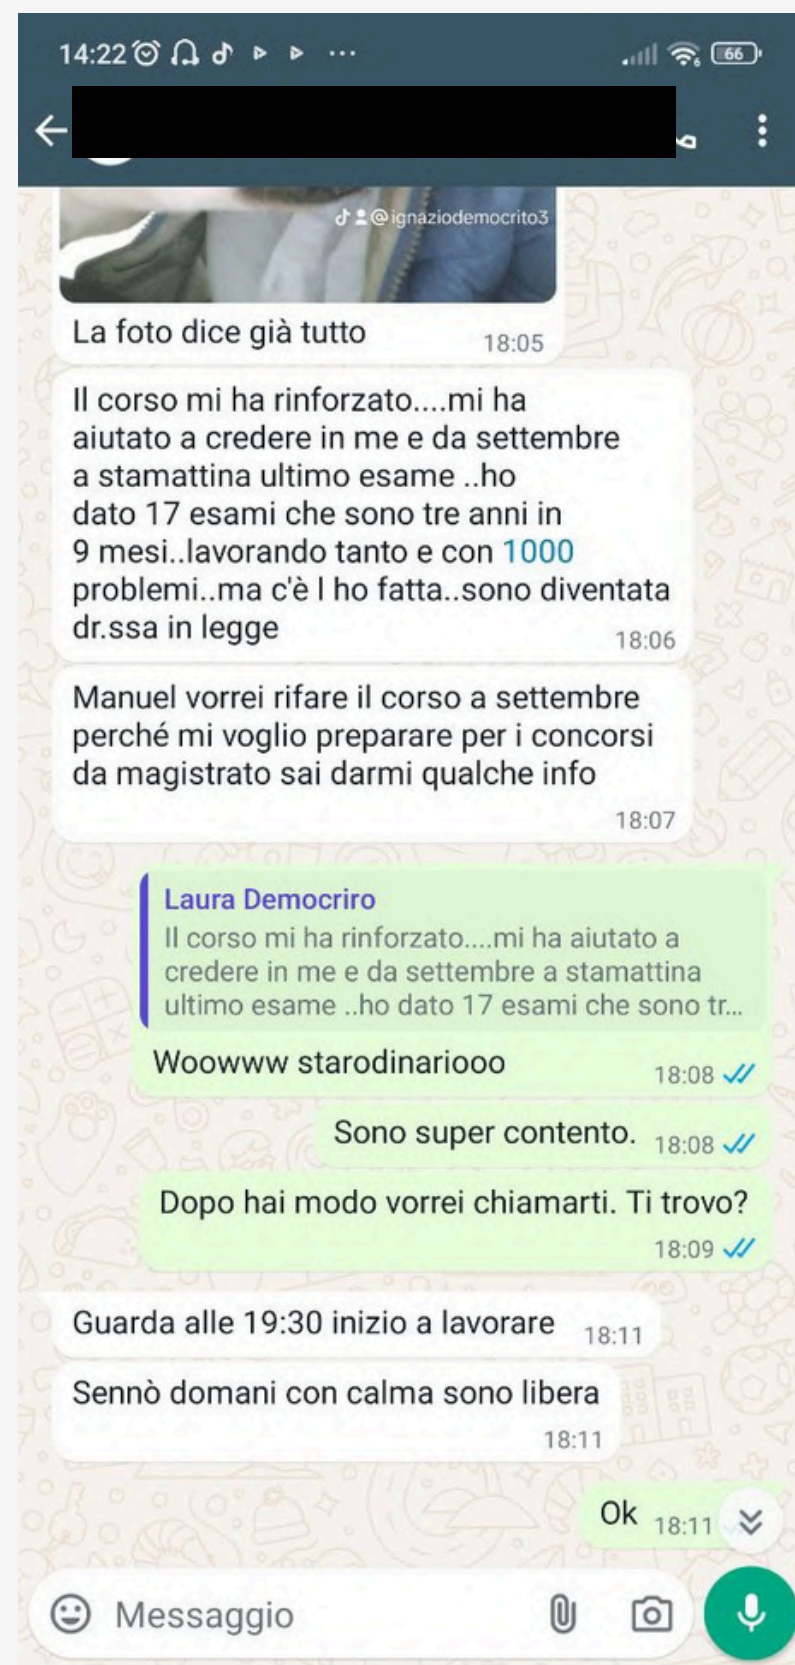 14:22
66
@ignaziodemocrito3
La foto dice già tutto
18:05
Il corso mi ha rinforzato....mi ha
aiutato a credere in me e da settembre
a stamattina ultimo esame ..ho
dato 17 esami che sono tre anni in
9 mesi..lavorando tanto e con 1000
problemi..ma c'è l ho fatta..sono diventata
dr.ssa in legge
18:06
Manuel vorrei rifare il corso a settembre
perché mi voglio preparare per i concorsi
da magistrato sai darmi qualche info
18:07
Laura Democriro
Il corso mi ha rinforzato....mi ha aiutato a
credere in me e da settembre a stamattina
ultimo esame ..ho dato 17 esami che sono tr...
Woowww starodinariooo
18:08
Sono super contento.
18:08
Dopo hai modo vorrei chiamarti. Ti trovo?
18:09
Guarda alle 19:30 inizio a lavorare
18:11
Sennò domani con calma sono libera
18:11
Ok
18:11
Messaggio